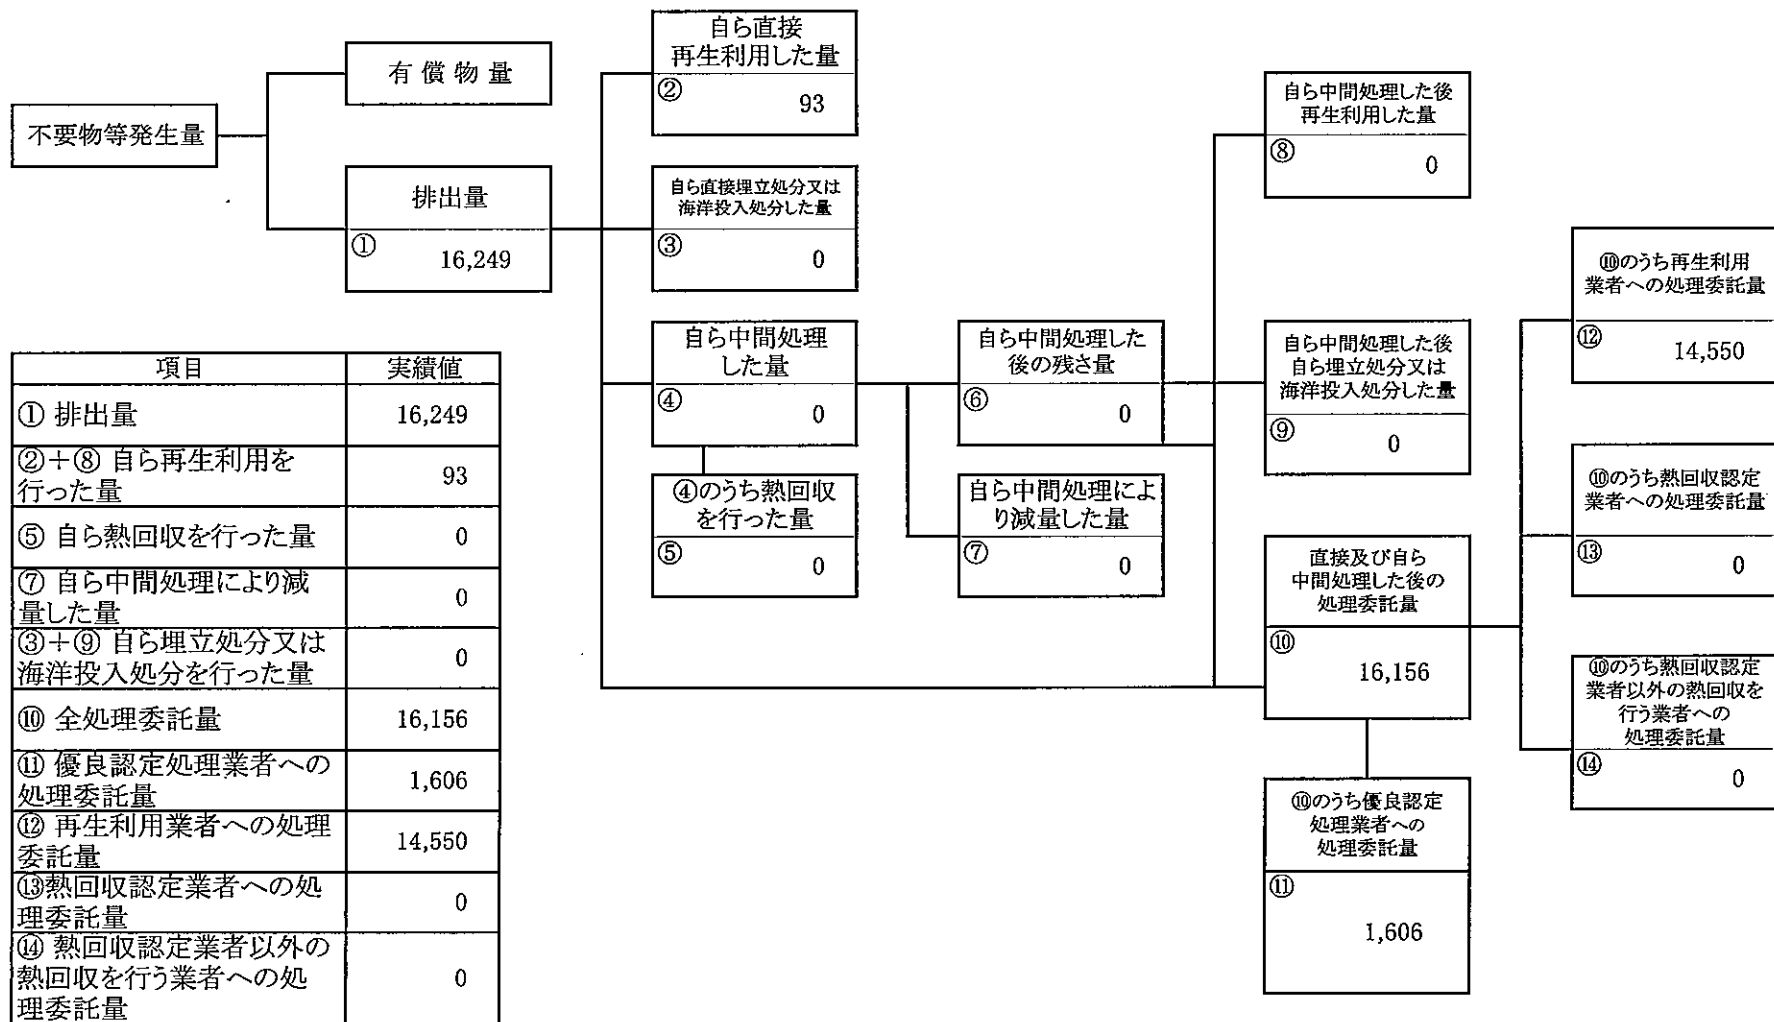 不要物等発生量
有償物量
排出量
①
16,249
自ら直接
再生利用した量
②
93
自ら直接埋立処分又は
海洋投入処分した量
③
0
自ら中間処理
した量
④
0
④のうち熱回収
を行った量
⑤
0
自ら中間処理した
後の残さ量
⑥
0
自ら中間処理によ
り減量した量
⑦
0
自ら中間処理した後
再生利用した量
⑧
0
自ら中間処理した後
自ら埋立処分又は
海洋投入処分した量
⑨
0
直接及び自ら
中間処理した後の
処理委託量
⑩
16,156
⑩のうち優良認定
処理業者への
処理委託量
⑪
1,606
⑩のうち再生利用
業者への処理委託量
⑫
14,550
⑩のうち熱回収認定
業者への処理委託量
⑬
0
⑩のうち熱回収認定
業者以外の熱回収を
行う業者への
処理委託量
⑭
0
項目 実績値
① 排出量 16,249
②+⑧ 自ら再生利用を
行った量 93
⑤ 自ら熱回収を行った量 0
⑦ 自ら中間処理により減
量した量 0
③+⑨ 自ら埋立処分又は
海洋投入処分を行った量 0
⑩ 全処理委託量 16,156
⑪ 優良認定処理業者への
処理委託量 1,606
⑫ 再生利用業者への処理
委託量 14,550
⑬熱回収認定業者への処
理委託量 0
⑭ 熱回収認定業者以外の
熱回収を行う業者への処
理委託量 0